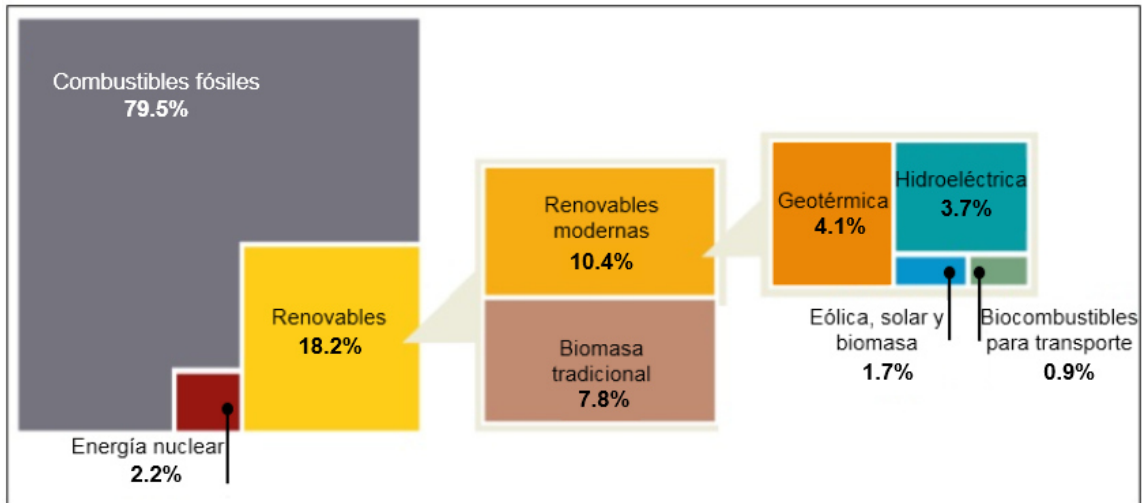 Combustibles fósiles
79.5%
Renovables
18.2%
Energía nuclear
2.2%
Renovables
modernas
10.4%
Biomasa
tradicional
7.8%
Geotérmica
4.1%
Hidroeléctrica
3.7%
Eólica, solar y
biomasa
1.7%
Biocombustibles
para transporte
0.9%